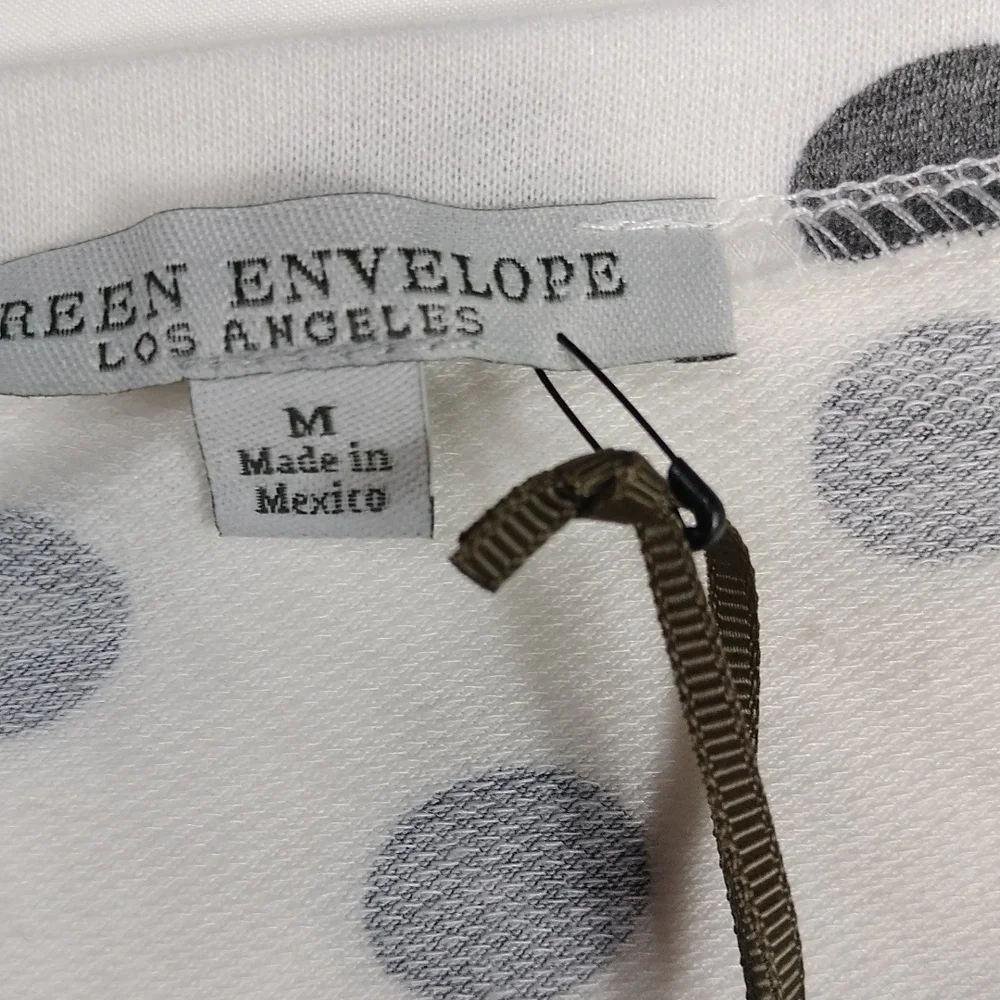 REEN ENVELOPE
LOS ANGELES
M
Made in
Mexico